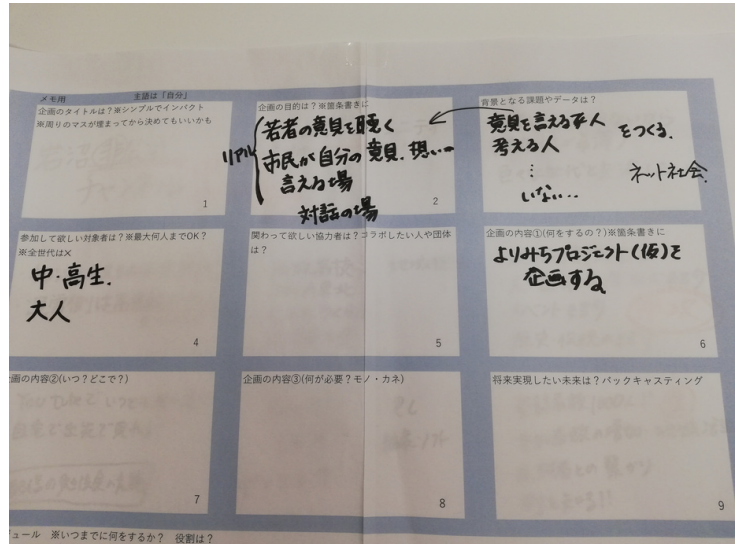 メモ用 主語は「自分」
企画のタイトルは？※シンプルでインパクト
※周りのマスが埋まってから決めてもいいかも
1
企画の目的は？※箇条書きに
リアル
若者の意見を聴く
市民が自分の意見、想いの
言える場
対話の場
2
背景となる課題やデータは？
意見を言える人
考える人
をつくる、
⋮
いない…
ネット社会
参加して欲しい対象者は？※最大何人までOK？
※全世代は×
中・高生.
大人
4
関わって欲しい協力者は？コラボしたい人や団体
は？
5
企画の内容①(何をするの？)※箇条書きに
よりみちプロジェクト(仮)を
企画する
6
画の内容②(いつ？どこで？)
7
企画の内容③(何が必要？モノ・カネ)
8
将来実現したい未来は？バックキャスティング
9
ュール ※いつまでに何をするか？ 役割は？